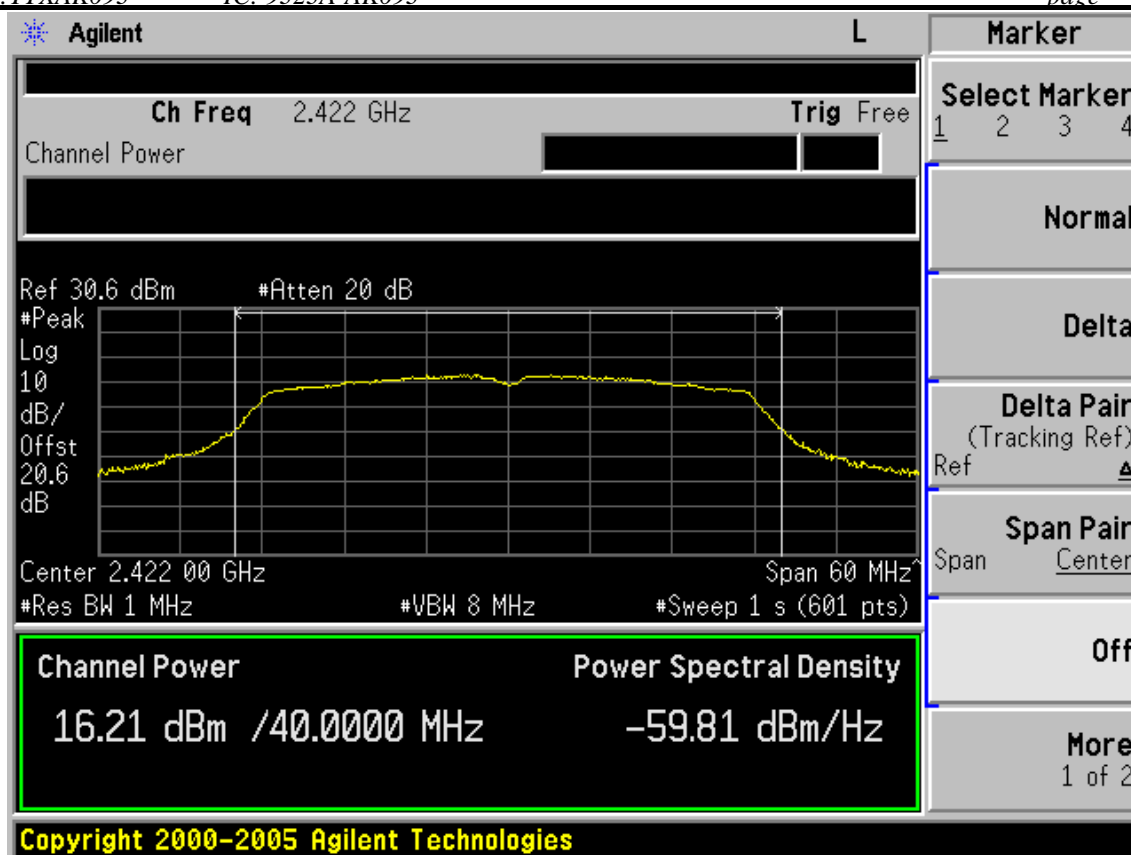 Agilent L Marker
Ch Freq 2.422 GHz Trig Free
Channel Power
Select Marker
1 2 3 4
Normal
Ref 30.6 dBm #Atten 20 dB
#Peak
Log
10
dB/
Offst
20.6
dB
Delta
Delta Pair
(Tracking Ref)
Ref Δ
Span Pair
Span Center
Center 2.422 00 GHz Span 60 MHz^
#Res BW 1 MHz #VBW 8 MHz #Sweep 1 s (601 pts)
Off
Channel Power Power Spectral Density
16.21 dBm /40.0000 MHz -59.81 dBm/Hz
More
1 of 2
Copyright 2000-2005 Agilent Technologies